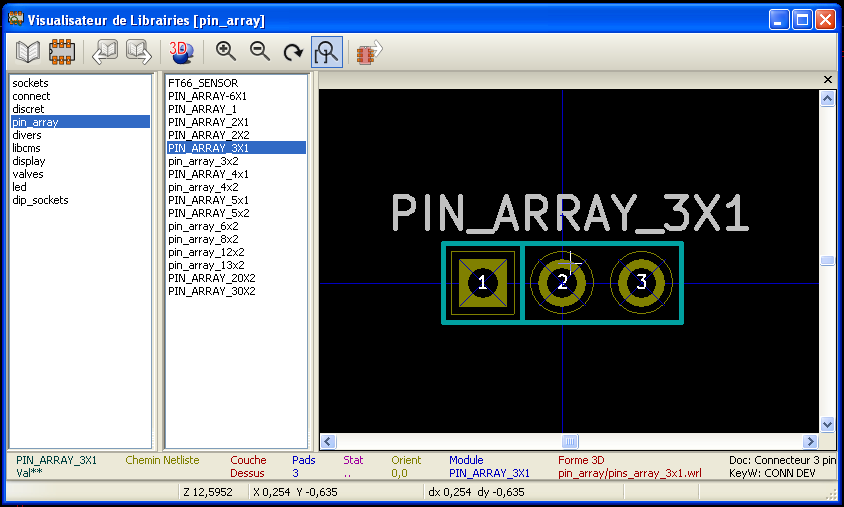 Visualisateur de Librairies [pin_array]
3D
sockets
connect
discret
pin_array
divers
libcms
display
valves
led
dip_sockets
FT66_SENSOR
PIN_ARRAY-6X1
PIN_ARRAY_1
PIN_ARRAY_2X1
PIN_ARRAY_2X2
PIN_ARRAY_3X1
pin_array_3x2
PIN_ARRAY_4x1
pin_array_4x2
PIN_ARRAY_5x1
PIN_ARRAY_5x2
pin_array_6x2
pin_array_8x2
pin_array_12x2
pin_array_13x2
PIN_ARRAY_20X2
PIN_ARRAY_30X2
PIN_ARRAY_3X1
1 2 3
PIN_ARRAY_3X1 Chemin Netliste Couche Pads Stat Orient Module Forme 3D Doc: Connecteur 3 pin
Val** Dessus 3 .. 0,0 PIN_ARRAY_3X1 pin_array/pins_array_3x1.wrl KeyW: CONN DEV
Z 12,5952 X 0,254 Y -0,635 dx 0,254 dy -0,635